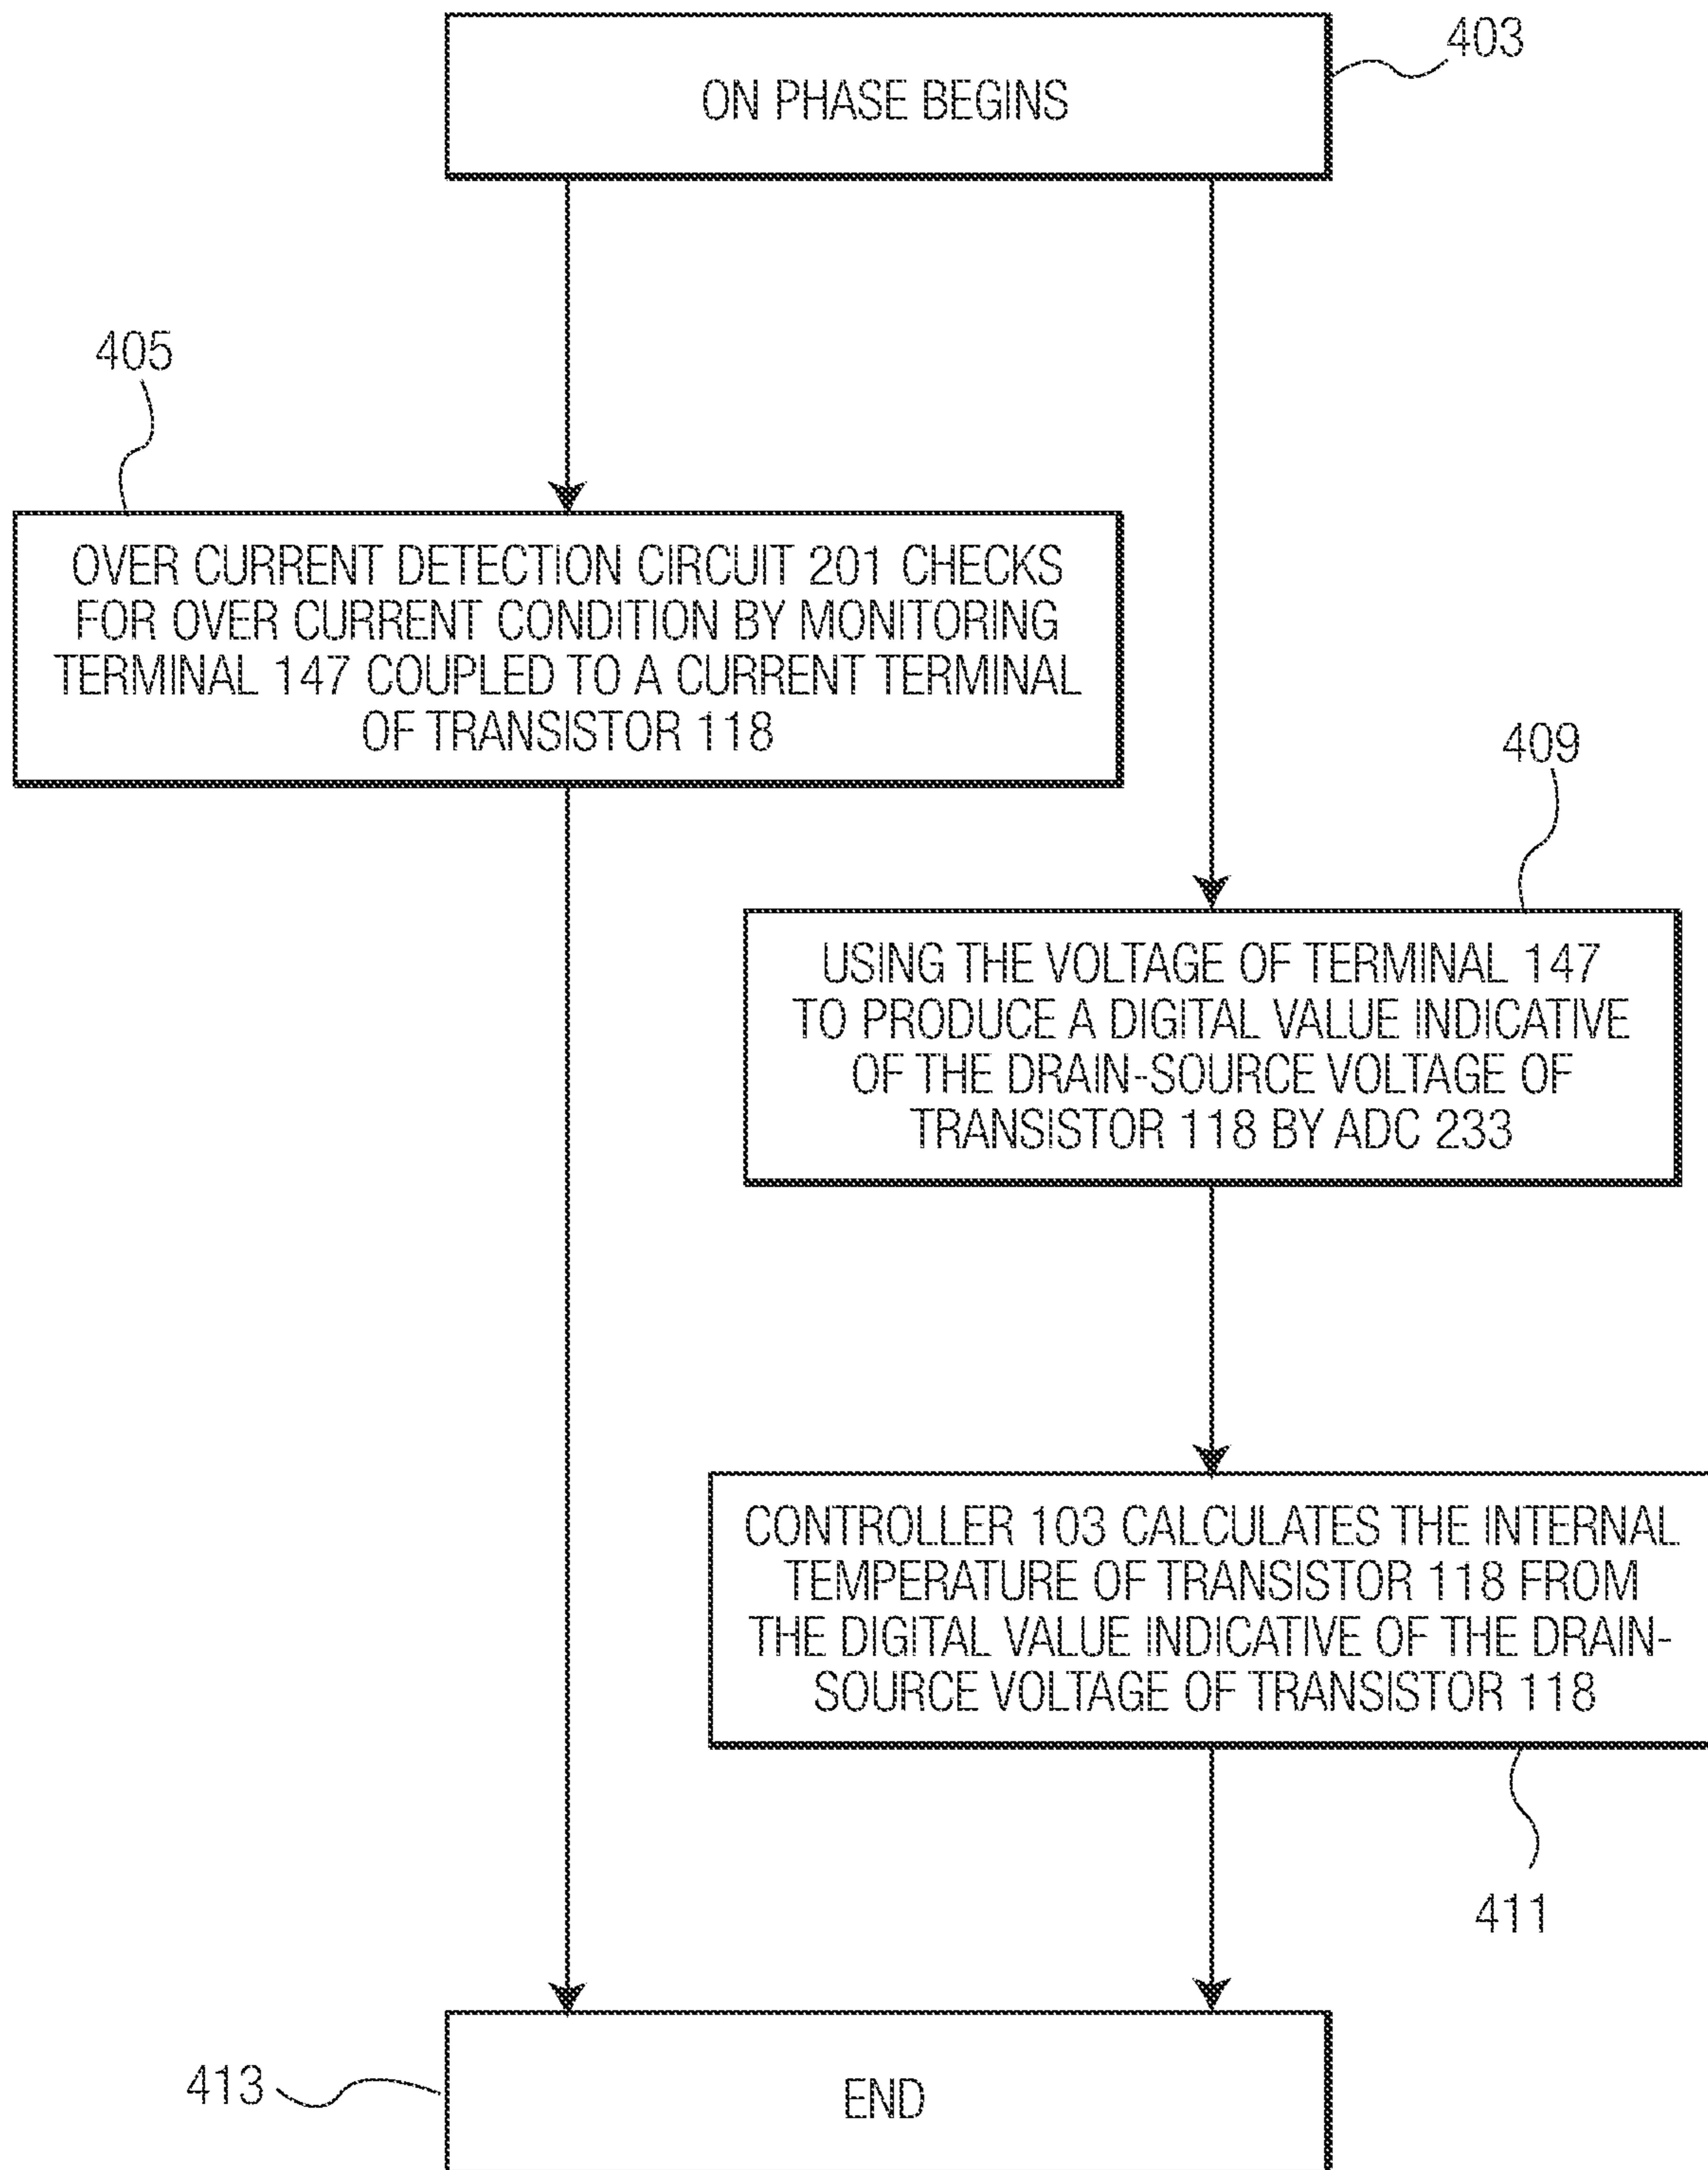 ON PHASE BEGINS
403
405
OVER CURRENT DETECTION CIRCUIT 201 CHECKS
FOR OVER CURRENT CONDITION BY MONITORING
TERMINAL 147 COUPLED TO A CURRENT TERMINAL
OF TRANSISTOR 118
409
USING THE VOLTAGE OF TERMINAL 147
TO PRODUCE A DIGITAL VALUE INDICATIVE
OF THE DRAIN-SOURCE VOLTAGE OF
TRANSISTOR 118 BY ADC 233
CONTROLLER 103 CALCULATES THE INTERNAL
TEMPERATURE OF TRANSISTOR 118 FROM
THE DIGITAL VALUE INDICATIVE OF THE DRAIN-
SOURCE VOLTAGE OF TRANSISTOR 118
411
413
END